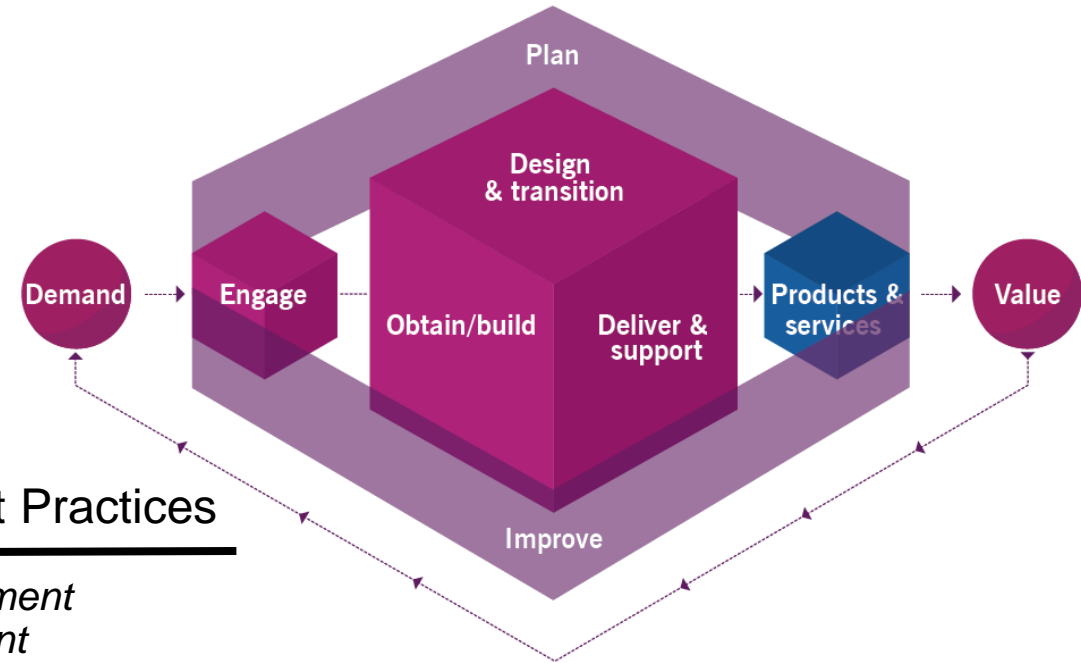 Plan
Design
& transition
Demand
Engage
Obtain/build
Deliver &
support
Products &
services
Value
Improve
t Practices
ment
nt